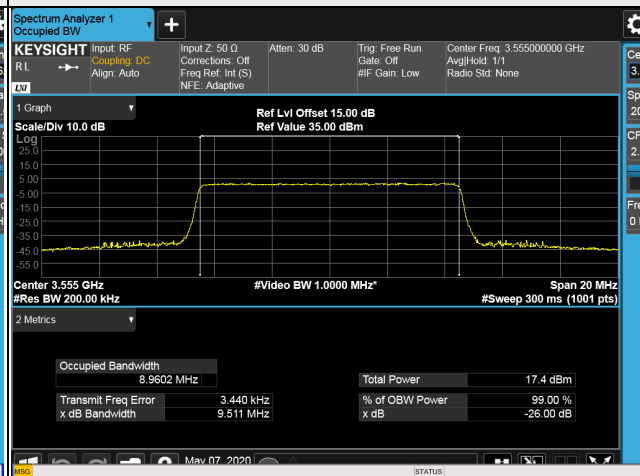 Spectrum Analyzer 1
Occupied BW
+
KEYSIGHT Input: RF Input Z: 50 Ω Atten: 30 dB Trig: Free Run Center Freq: 3.555000000 GHz
RL Coupling: DC Corrections: Off Gate: Off Avg|Hold: 1/1
Align: Auto Freq Ref: Int (S) #IF Gain: Low Radio Std: None
LXI NFE: Adaptive
1 Graph
Ref Lvl Offset 15.00 dB
Scale/Div 10.0 dB Ref Value 35.00 dBm
Log
25.0
15.0
5.00
-5.00
-15.0
-25.0
-35.0
-45.0
-55.0
Center 3.555 GHz #Video BW 1.0000 MHz* Span 20 MHz
#Res BW 200.00 kHz #Sweep 300 ms (1001 pts)
2 Metrics
Occupied Bandwidth
8.9602 MHz Total Power 17.4 dBm
Transmit Freq Error 3.440 kHz % of OBW Power 99.00 %
x dB Bandwidth 9.511 MHz x dB -26.00 dB
May 07, 2020
MSG STATUS